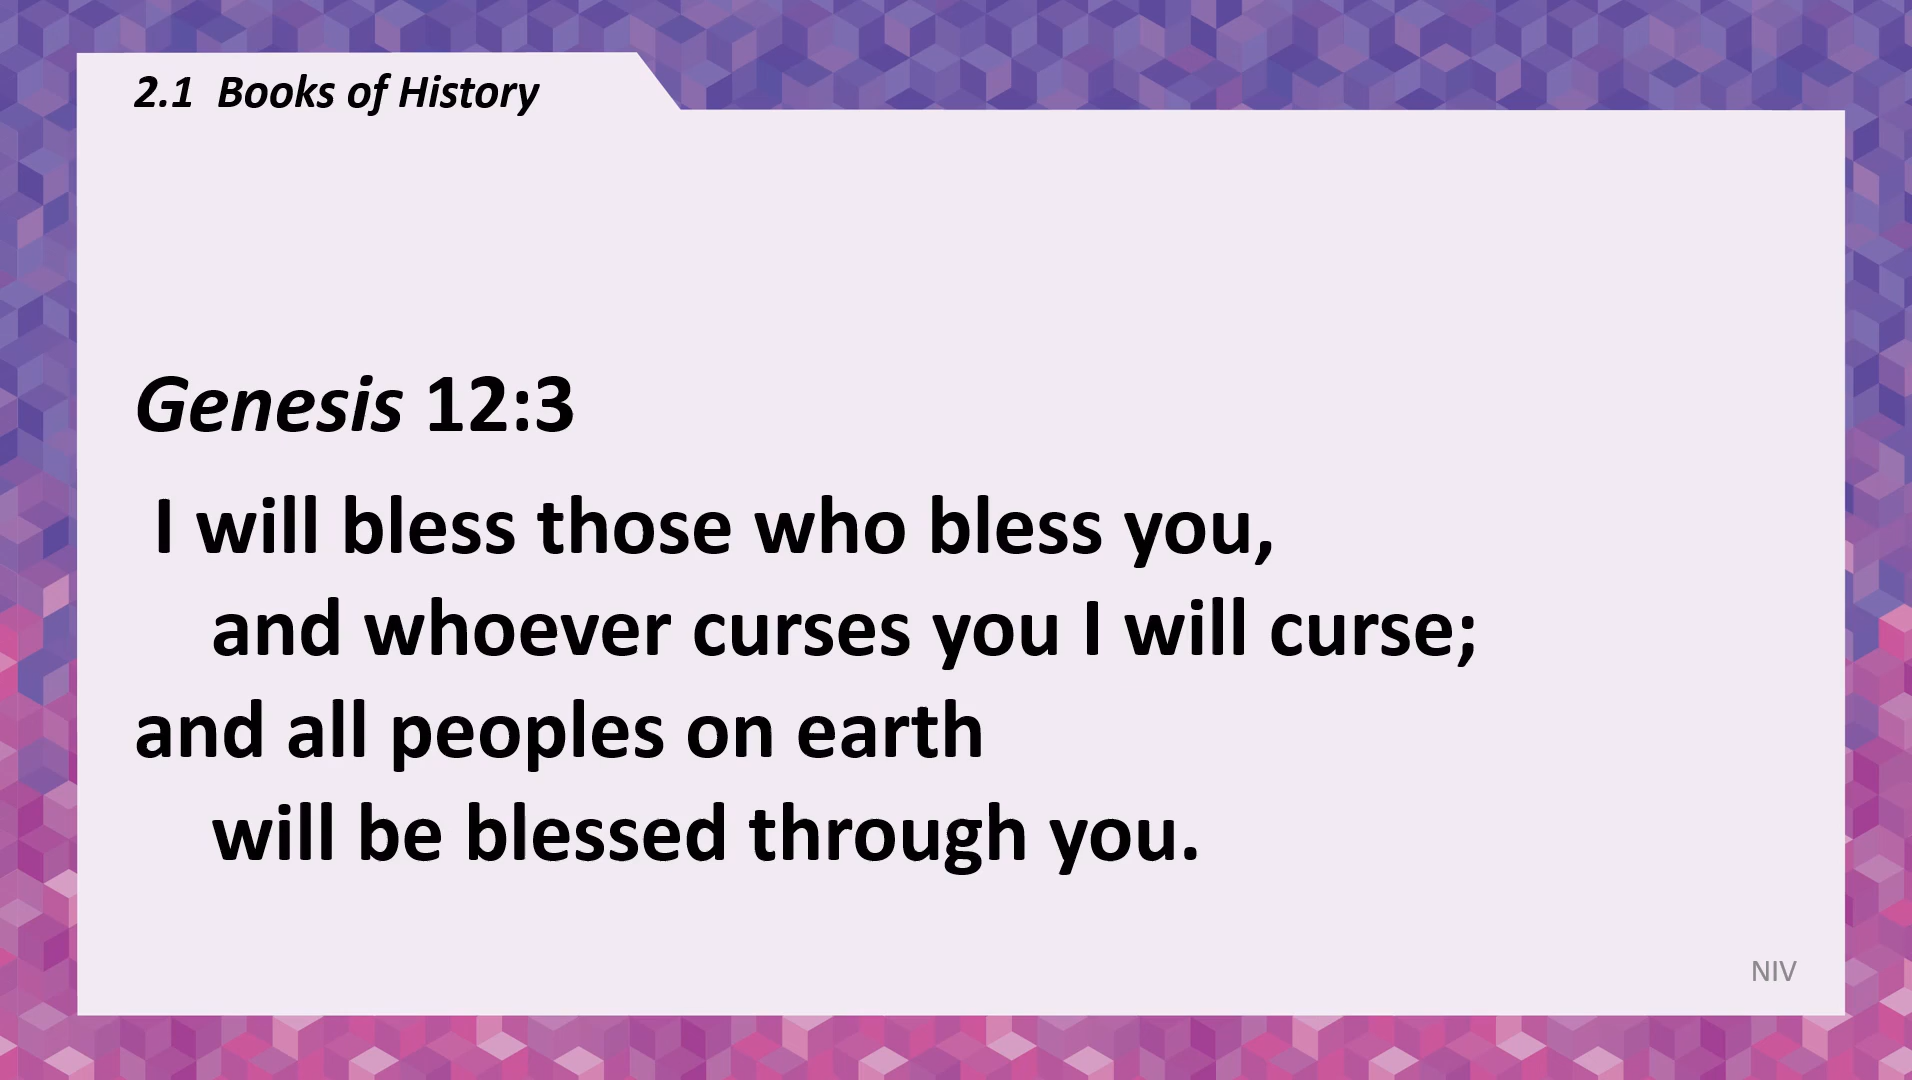 2.1 Books of History
Genesis 12:3
I will bless those who bless you,
and whoever curses you I will curse;
and all peoples on earth
will be blessed through you.
NIV